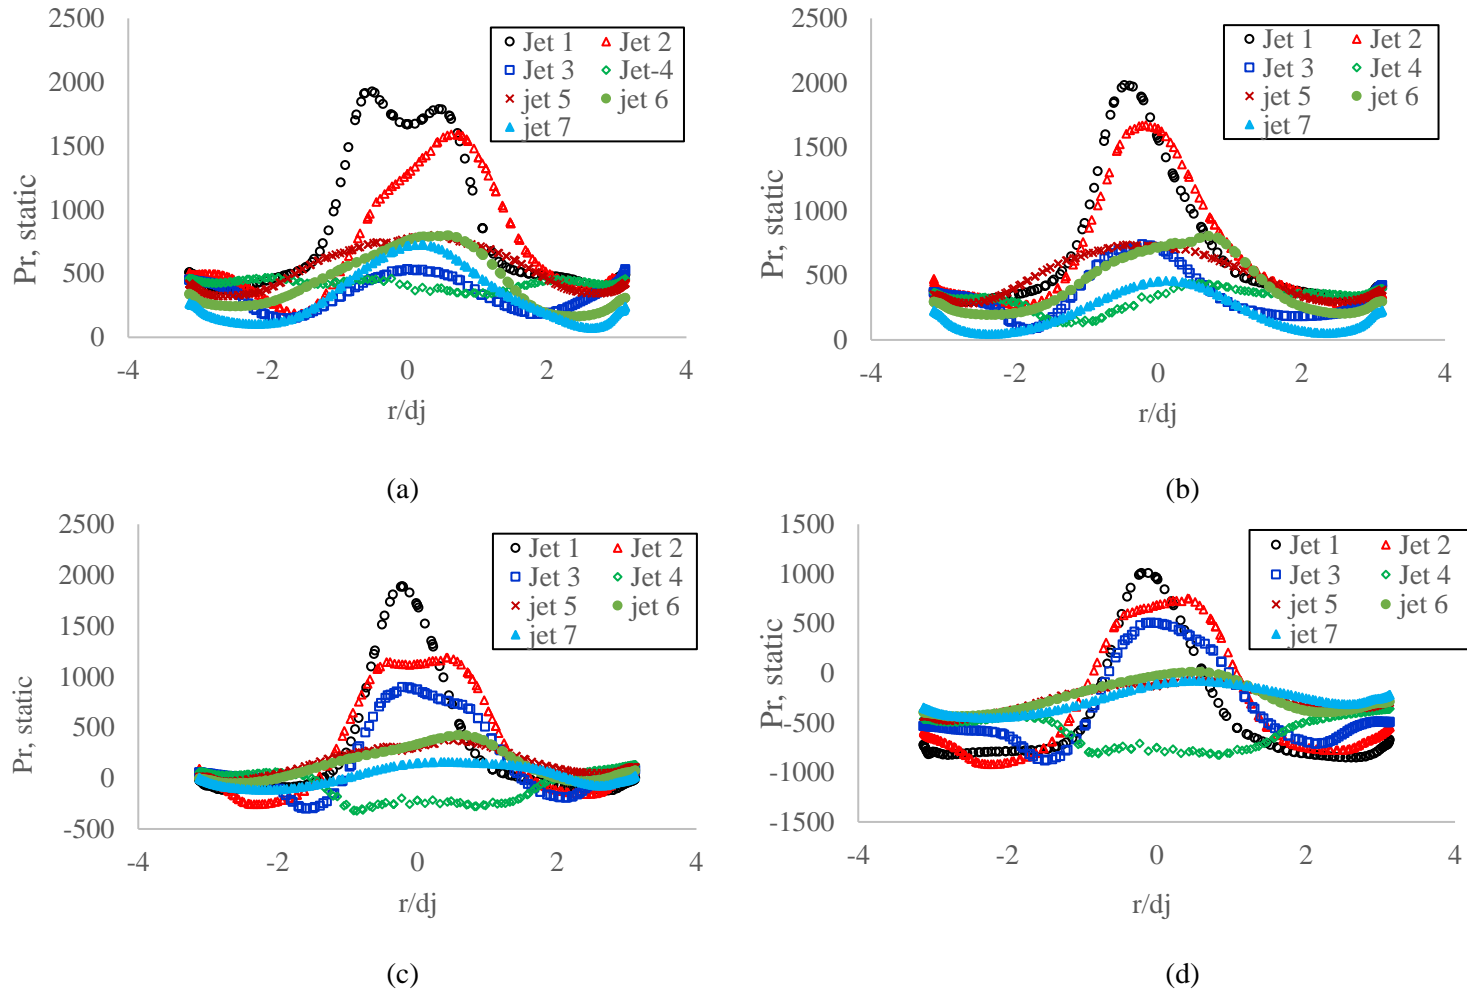 2500
2000
1500
1000
500
0
-4 -2 0 2 4
Pr, static
r/dj
Jet 1 Jet 2
Jet 3 Jet-4
jet 5 jet 6
jet 7
(a)
2500
2000
1500
1000
500
0
-4 -2 0 2 4
Pr, static
r/dj
Jet 1 Jet 2
Jet 3 Jet 4
jet 5 jet 6
jet 7
(b)
2500
2000
1500
1000
500
0
-500
-4 -2 0 2 4
Pr, static
r/dj
Jet 1 Jet 2
Jet 3 Jet 4
jet 5 jet 6
jet 7
(c)
1500
1000
500
0
-500
-1000
-1500
-4 -2 0 2 4
Pr, static
r/dj
Jet 1 Jet 2
Jet 3 Jet 4
jet 5 jet 6
jet 7
(d)